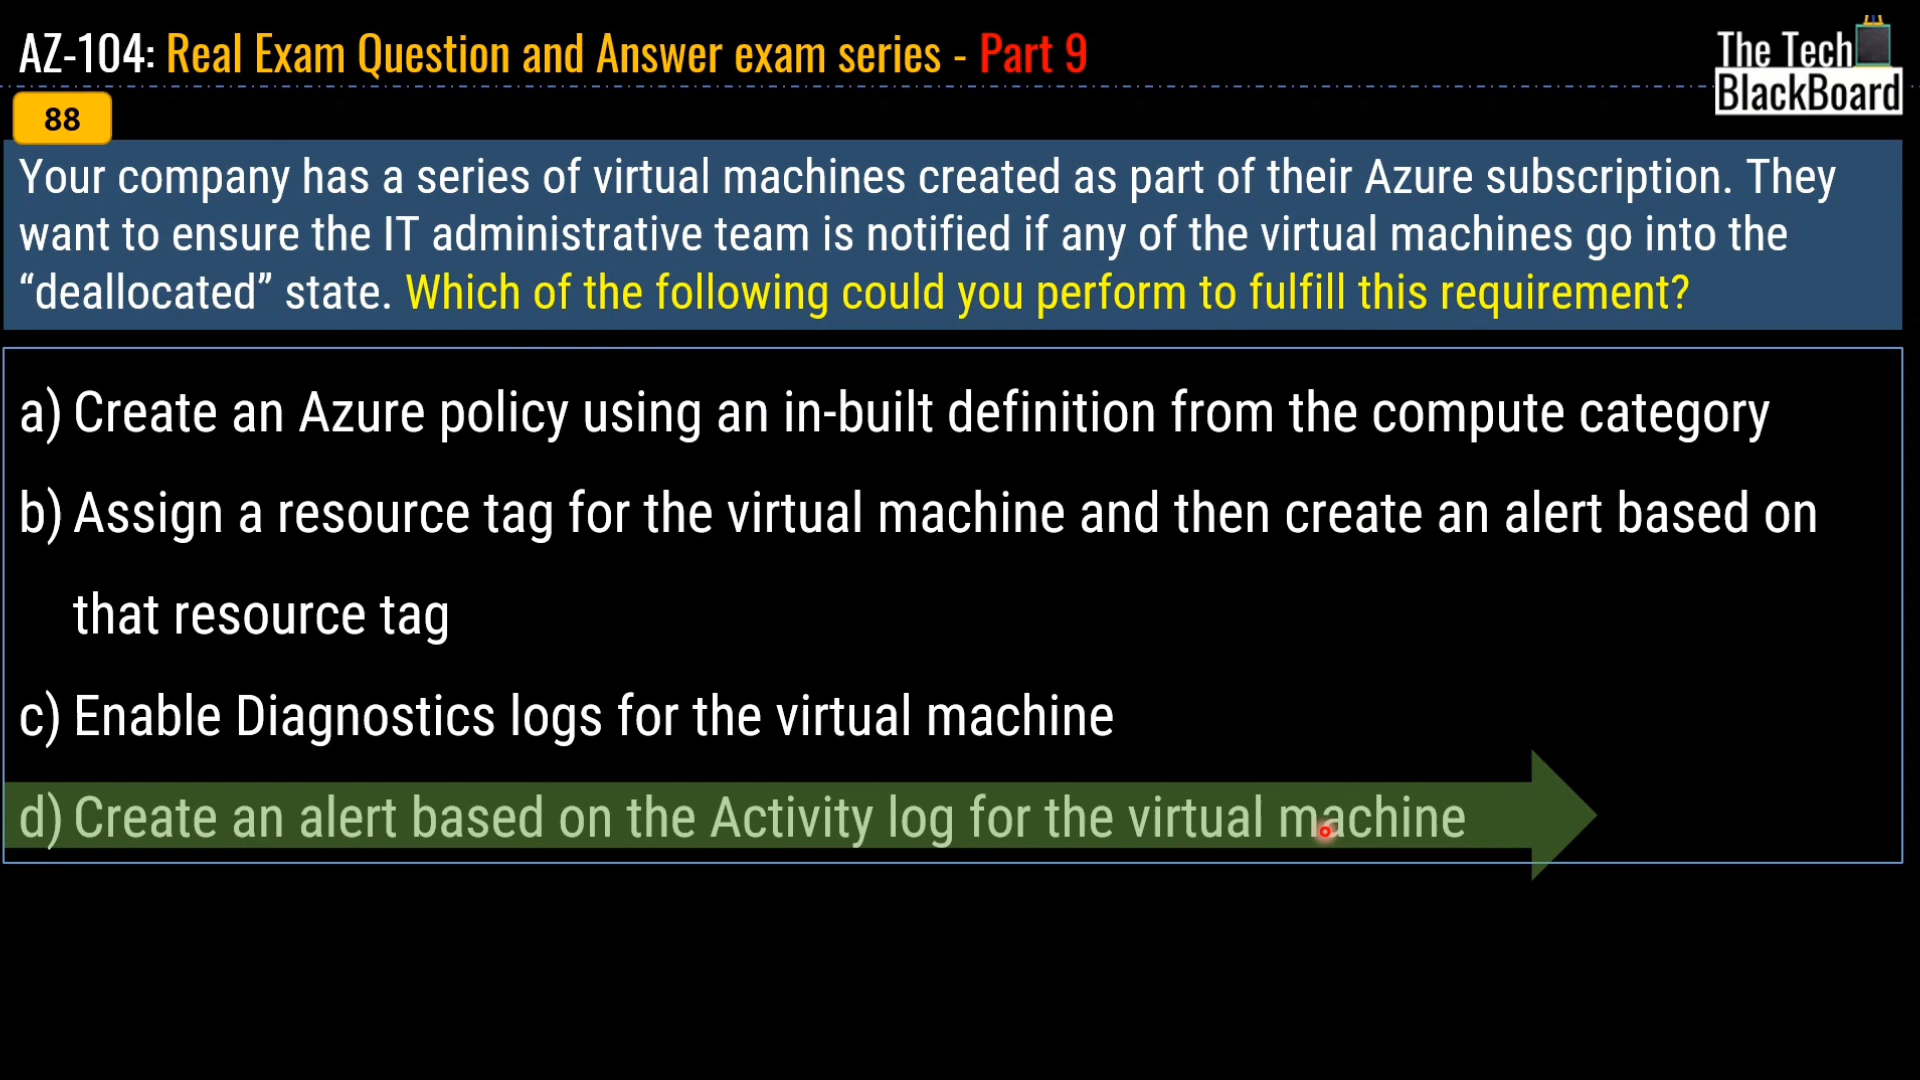 AZ-104: Real Exam Question and Answer exam series - Part 9
The Tech
BlackBoard
88
Your company has a series of virtual machines created as part of their Azure subscription. They
want to ensure the IT administrative team is notified if any of the virtual machines go into the
“deallocated” state. Which of the following could you perform to fulfill this requirement?
a) Create an Azure policy using an in-built definition from the compute category
b) Assign a resource tag for the virtual machine and then create an alert based on
that resource tag
c) Enable Diagnostics logs for the virtual machine
d) Create an alert based on the Activity log for the virtual machine